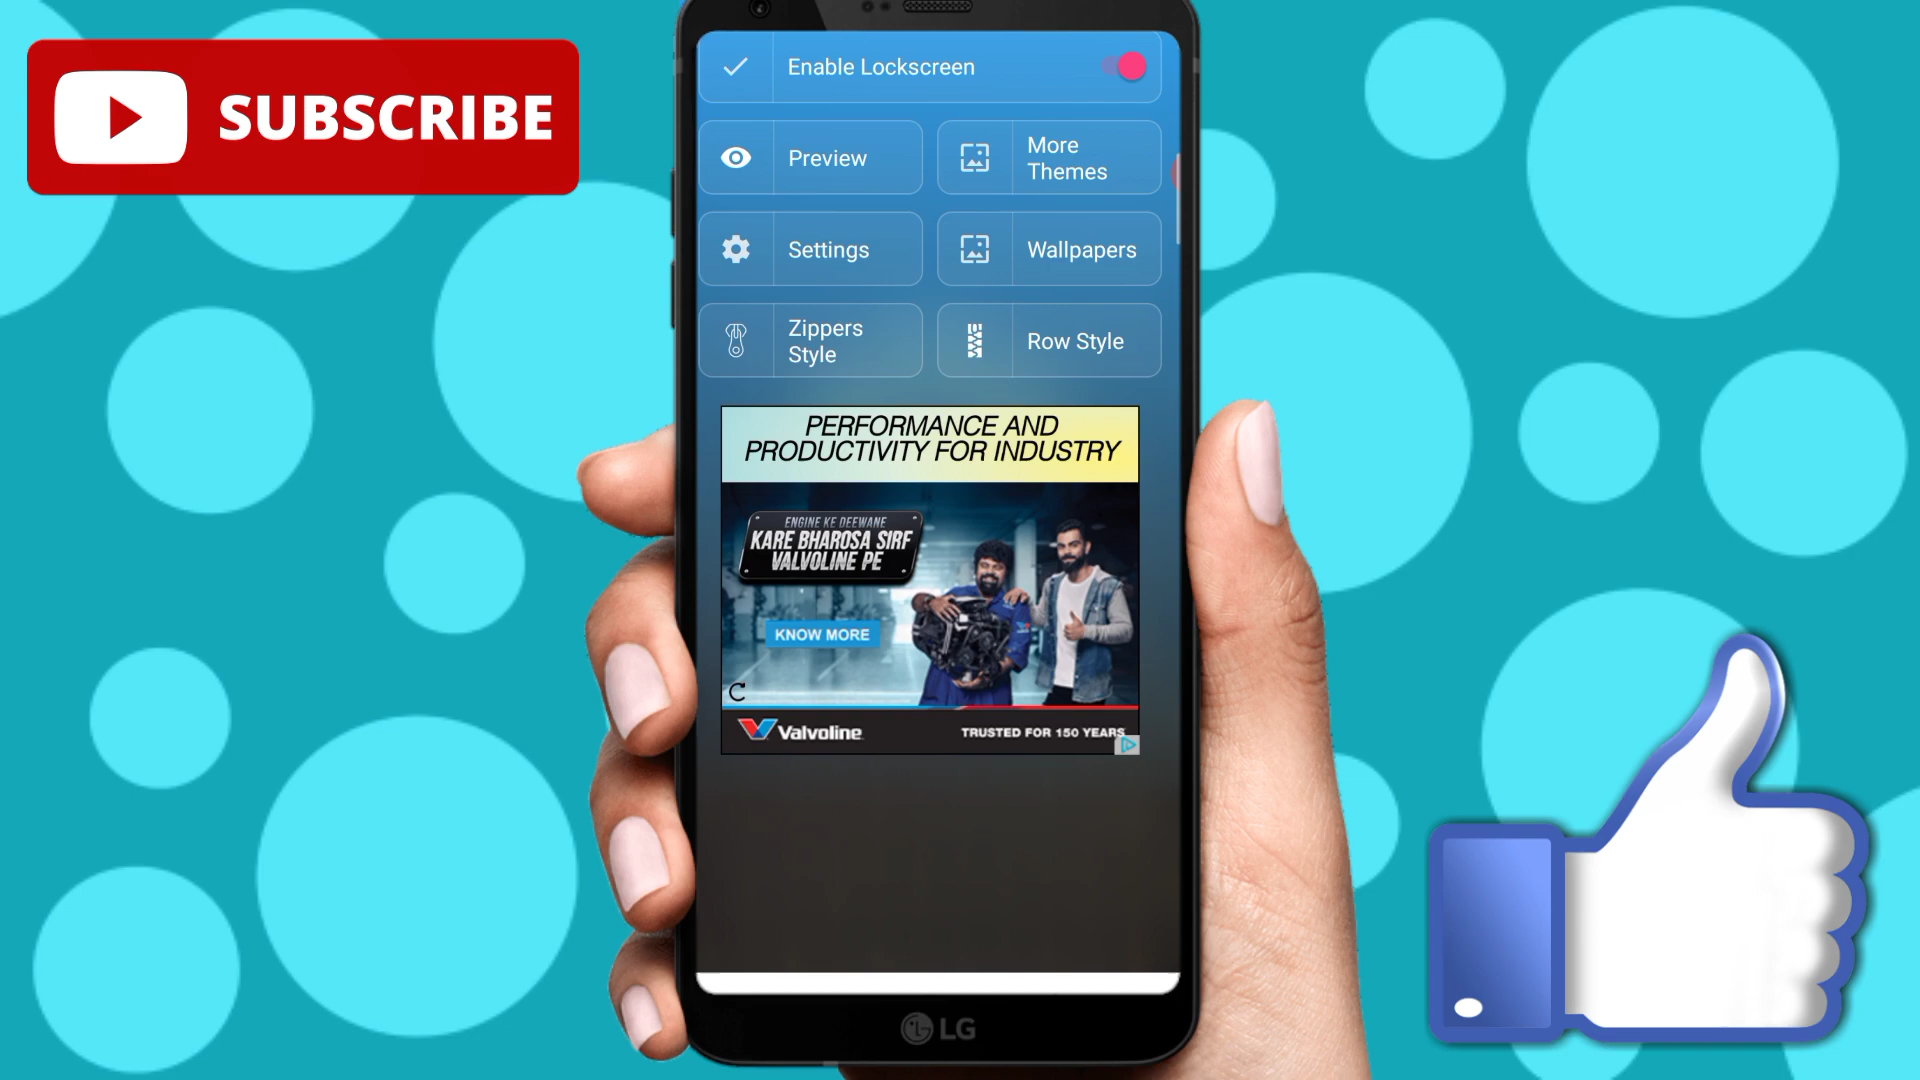 SUBSCRIBE
Enable Lockscreen
Preview
More
Themes
Settings
Wallpapers
Zippers
Style
Row Style
PERFORMANCE AND
PRODUCTIVITY FOR INDUSTRY
ENGINE KE DEEWANE
KARE BHAROSA SIRF
VALVOLINE PE
KNOW MORE
Valvoline
TRUSTED FOR 150 YEARS
LG